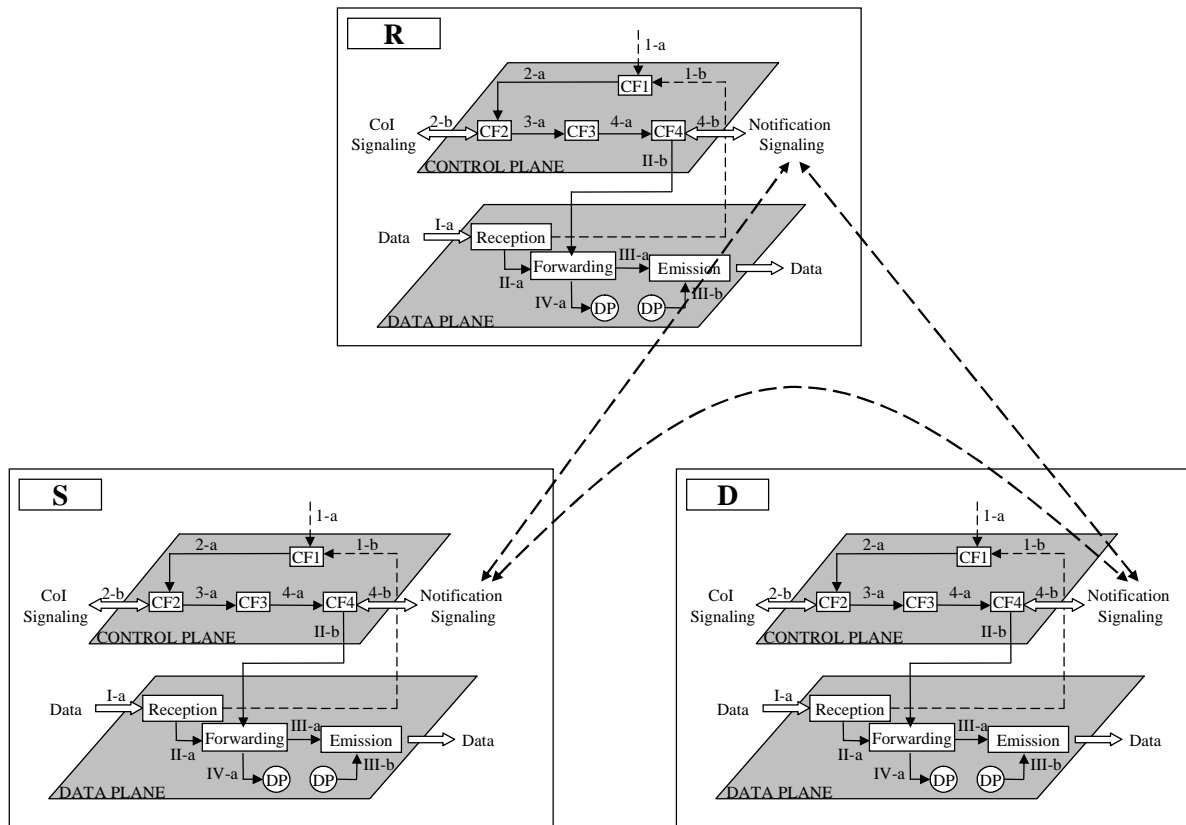 R
1-a
2-a
1-b
CF1
CoI
Signaling
2-b
CF2
3-a
CF3
4-a
CF4
4-b
Notification
Signaling
CONTROL PLANE
II-b
I-a
Data
Reception
II-a
Forwarding
III-a
Emission
Data
IV-a
DP
DP
III-b
DATA PLANE
S
1-a
2-a
1-b
CF1
CoI
Signaling
2-b
CF2
3-a
CF3
4-a
CF4
4-b
Notification
Signaling
CONTROL PLANE
II-b
I-a
Data
Reception
II-a
Forwarding
III-a
Emission
Data
IV-a
DP
DP
III-b
DATA PLANE
D
1-a
2-a
1-b
CF1
CoI
Signaling
2-b
CF2
3-a
CF3
4-a
CF4
4-b
Notification
Signaling
CONTROL PLANE
II-b
I-a
Data
Reception
II-a
Forwarding
III-a
Emission
Data
IV-a
DP
DP
III-b
DATA PLANE